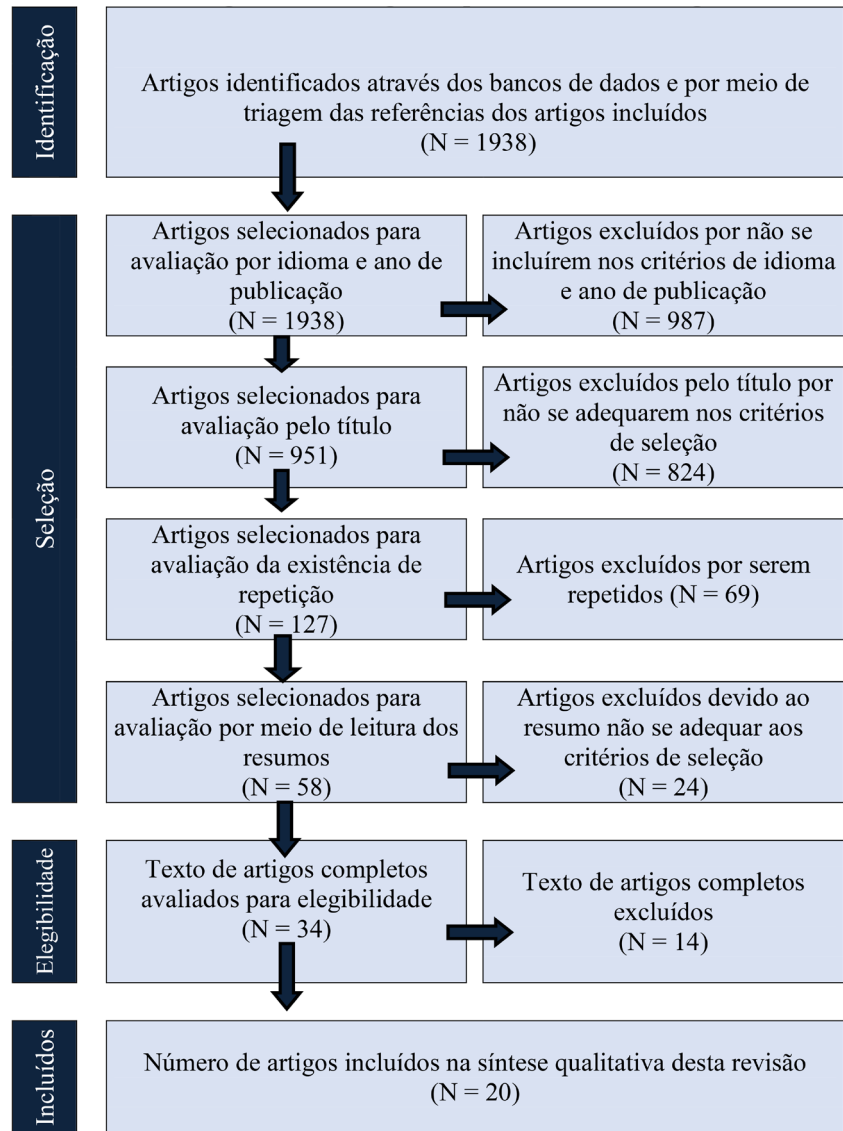 Identificação
Artigos identificados através dos bancos de dados e por meio de
triagem das referências dos artigos incluídos
(N = 1938)
Seleção
Artigos selecionados para
avaliação por idioma e ano de
publicação
(N = 1938)
Artigos excluídos por não se
incluírem nos critérios de idioma
e ano de publicação
(N = 987)
Artigos selecionados para
avaliação pelo título
(N = 951)
Artigos excluídos pelo título por
não se adequarem nos critérios
de seleção
(N = 824)
Artigos selecionados para
avaliação da existência de
repetição
(N = 127)
Artigos excluídos por serem
repetidos (N = 69)
Artigos selecionados para
avaliação por meio de leitura dos
resumos
(N = 58)
Artigos excluídos devido ao
resumo não se adequar aos
critérios de seleção
(N = 24)
Elegibilidade
Texto de artigos completos
avaliados para elegibilidade
(N = 34)
Texto de artigos completos
excluídos
(N = 14)
Incluídos
Número de artigos incluídos na síntese qualitativa desta revisão
(N = 20)